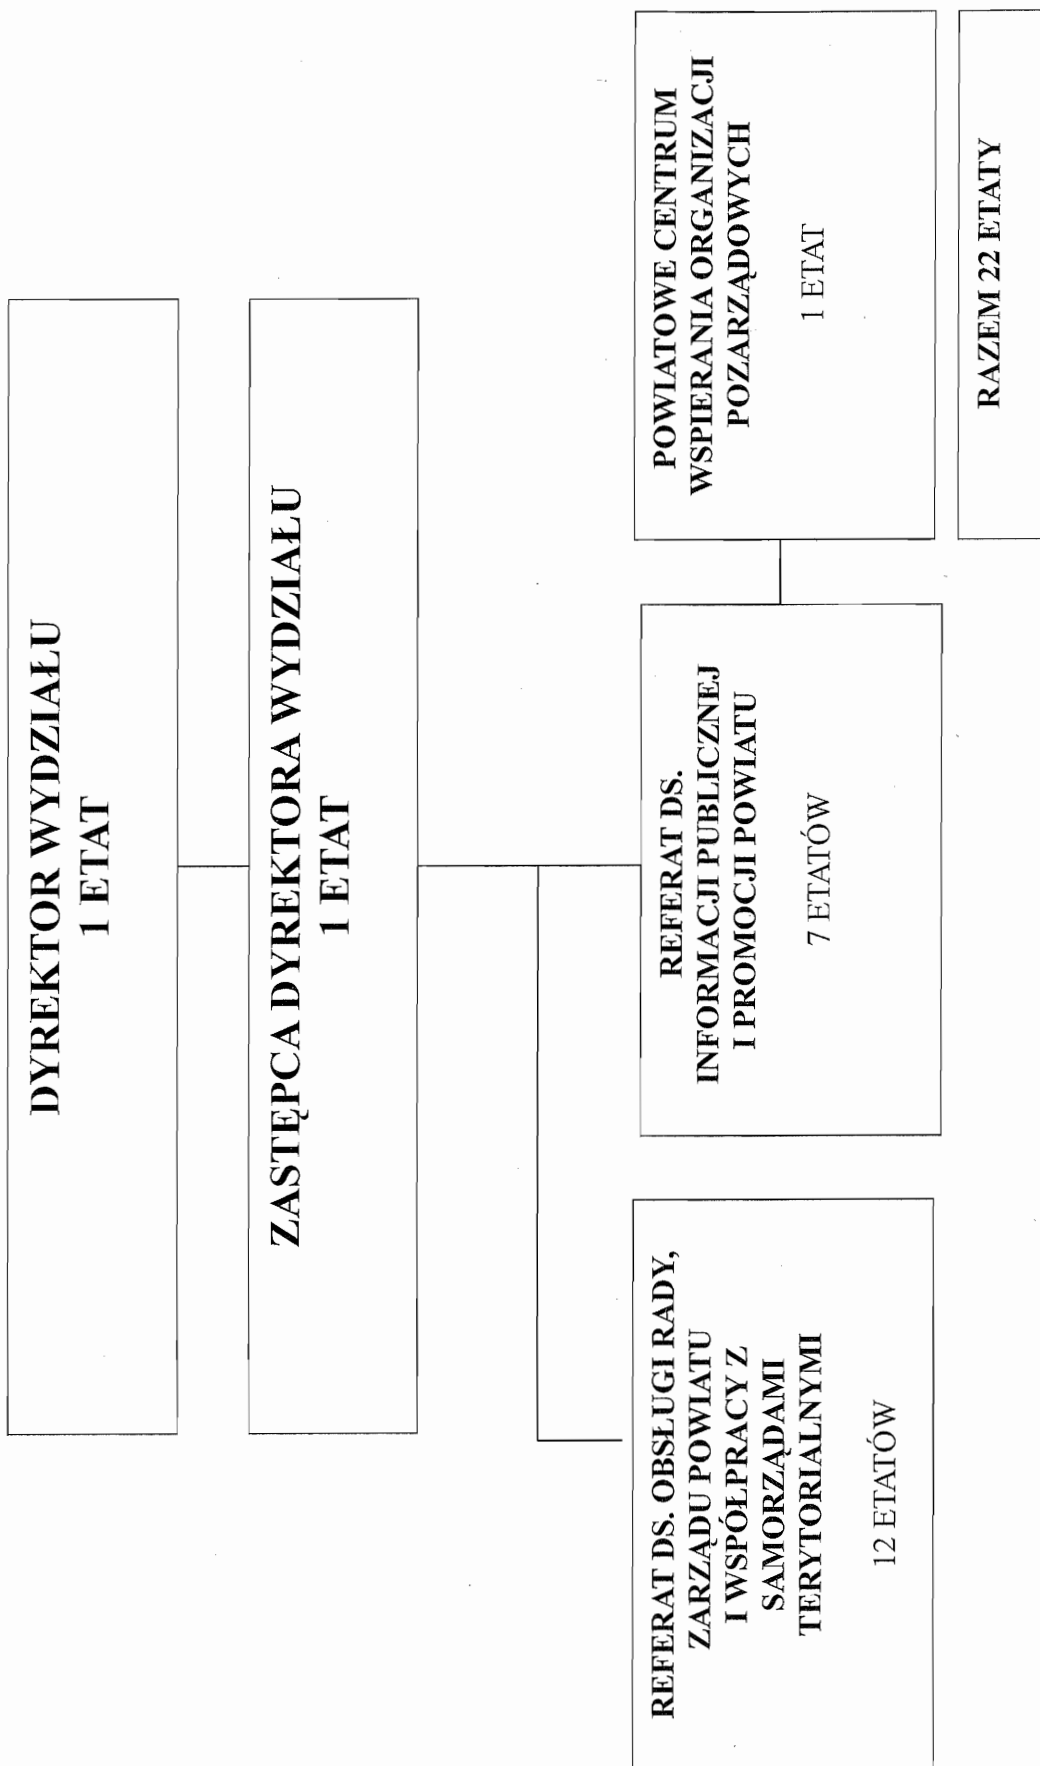 DYREKTOR WYDZIAŁU
1 ETAT
ZASTĘPCA DYREKTORA WYDZIAŁU
1 ETAT
REFERAT DS. OBSŁUGI RADY,
ZARZĄDU POWIATU
I WSPÓŁPRACY Z
SAMORZĄDAMI
TERYTORIALNYMI
12 ETATÓW
REFERAT DS.
INFORMACJI PUBLICZNEJ
I PROMOCJI POWIATU
7 ETATÓW
POWIATOWE CENTRUM
WSPIERANIA ORGANIZACJI
POZARZĄDOWYCH
1 ETAT
RAZEM 22 ETATY